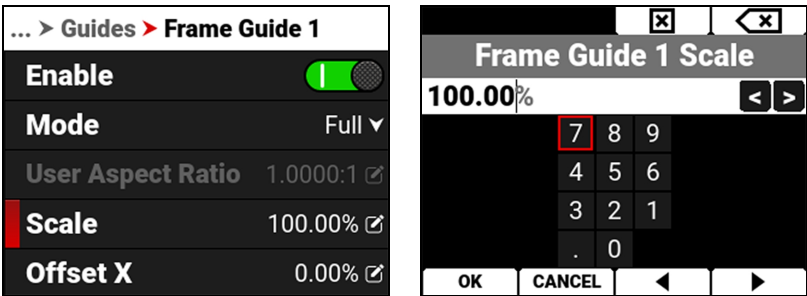 ... > Guides > Frame Guide 1
Enable
Mode Full
User Aspect Ratio 1.0000:1
Scale 100.00%
Offset X 0.00%
Frame Guide 1 Scale
100.00% < >
7 8 9
4 5 6
3 2 1
. 0
OK CANCEL